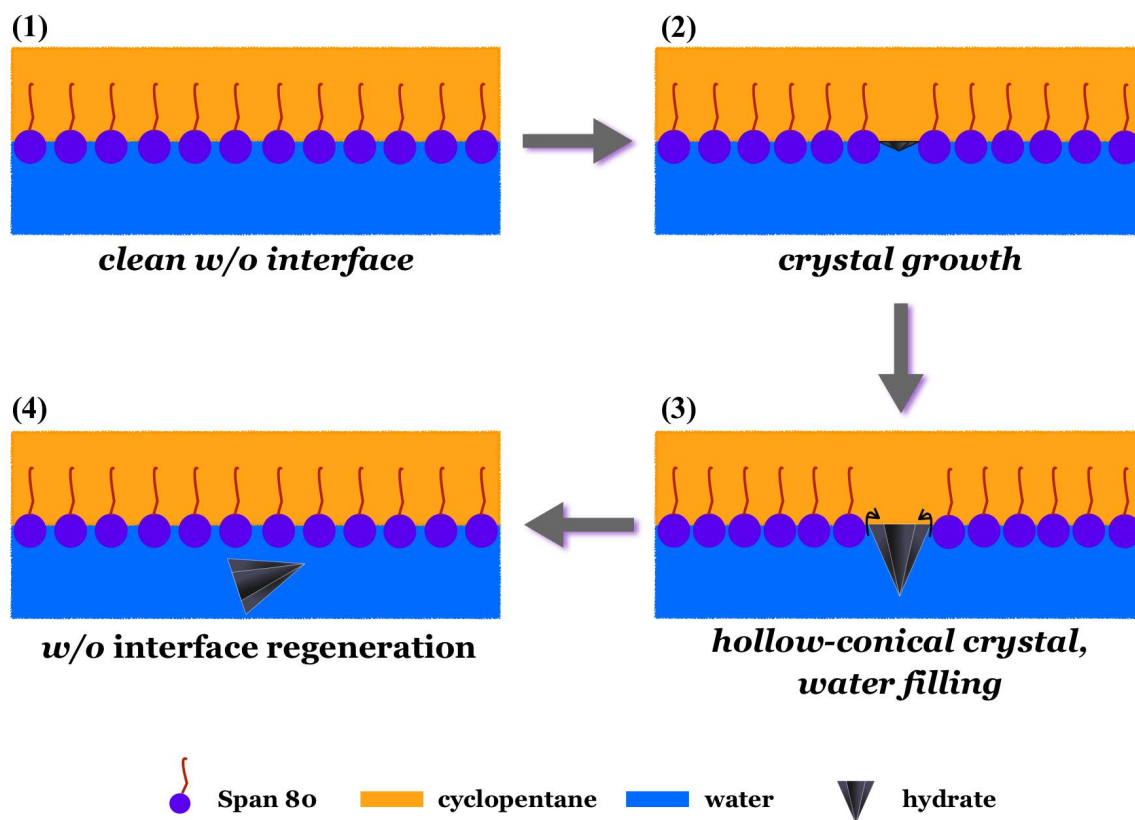 (1)
(2)
clean w/o interface
crystal growth
(4)
(3)
w/o interface regeneration
hollow-conical crystal,
water filling
Span 80
cyclopentane
water
hydrate